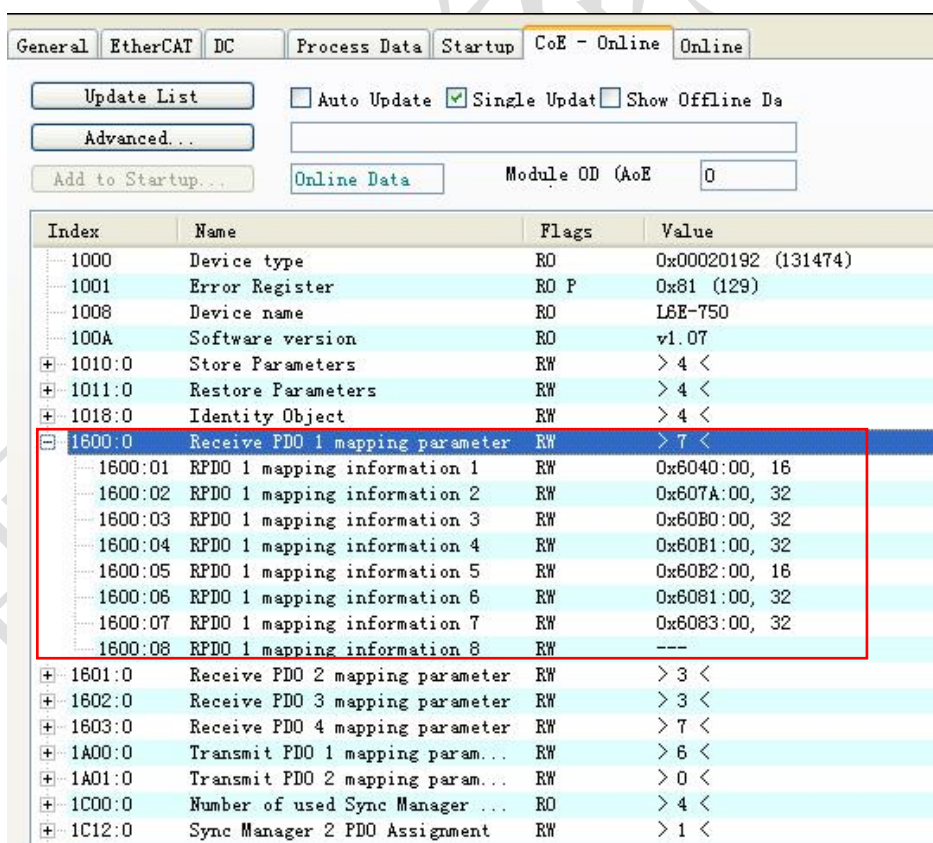 General EtherCAT DC Process Data Startup CoE - Online Online
Update List Auto Update Single Updat Show Offline Da
Advanced...
Add to Startup... Online Data Module OD (AoE 0
Index Name Flags Value
1000 Device type RO 0x00020192 (131474)
1001 Error Register RO P 0x81 (129)
1008 Device name RO L6E-750
100A Software version RO v1.07
1010:0 Store Parameters RW > 4 <
1011:0 Restore Parameters RW > 4 <
1018:0 Identity Object RW > 4 <
1600:0 Receive PDO 1 mapping parameter RW > 7 <
1600:01 RPDO 1 mapping information 1 RW 0x6040:00, 16
1600:02 RPDO 1 mapping information 2 RW 0x607A:00, 32
1600:03 RPDO 1 mapping information 3 RW 0x60B0:00, 32
1600:04 RPDO 1 mapping information 4 RW 0x60B1:00, 32
1600:05 RPDO 1 mapping information 5 RW 0x60B2:00, 16
1600:06 RPDO 1 mapping information 6 RW 0x6081:00, 32
1600:07 RPDO 1 mapping information 7 RW 0x6083:00, 32
1600:08 RPDO 1 mapping information 8 RW ---
1601:0 Receive PDO 2 mapping parameter RW > 3 <
1602:0 Receive PDO 3 mapping parameter RW > 3 <
1603:0 Receive PDO 4 mapping parameter RW > 7 <
1A00:0 Transmit PDO 1 mapping param... RW > 6 <
1A01:0 Transmit PDO 2 mapping param... RW > 0 <
1C00:0 Number of used Sync Manager ... RO > 4 <
1C12:0 Sync Manager 2 PDO Assignment RW > 1 <